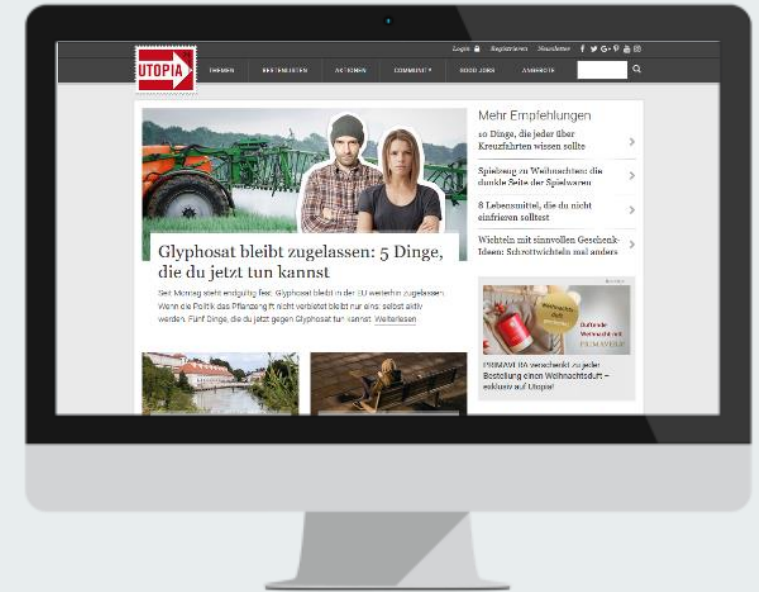 Login Registrieren Newsletter
UTOPIA
THEMEN BESTENLISTEN AKTIONEN COMMUNITY GOOD JOBS ANGEBOTE
Glyphosat bleibt zugelassen: 5 Dinge,
die du jetzt tun kannst
Seit Montag steht endgültig fest: Glyphosat bleibt in der EU weiterhin zugelassen.
Wenn die Politik das Pflanzengift nicht verbietet bleibt nur eins: selbst aktiv
werden. Fünf Dinge, die du jetzt gegen Glyphosat tun kannst. Weiterlesen
Mehr Empfehlungen
10 Dinge, die jeder über
Kreuzfahrten wissen sollte
Spielzeug zu Weihnachten: die
dunkle Seite der Spielwaren
8 Lebensmittel, die du nicht
einfrieren solltest
Wichteln mit sinnvollen Geschenk-
Ideen: Schrottwichteln mal anders
Weihnachts-
duft
Duftende
Weihnacht mit
PRIMAVERA
PRIMAVERA verschenkt zu jeder
Bestellung einen Weihnachtsduft –
exklusiv auf Utopia!